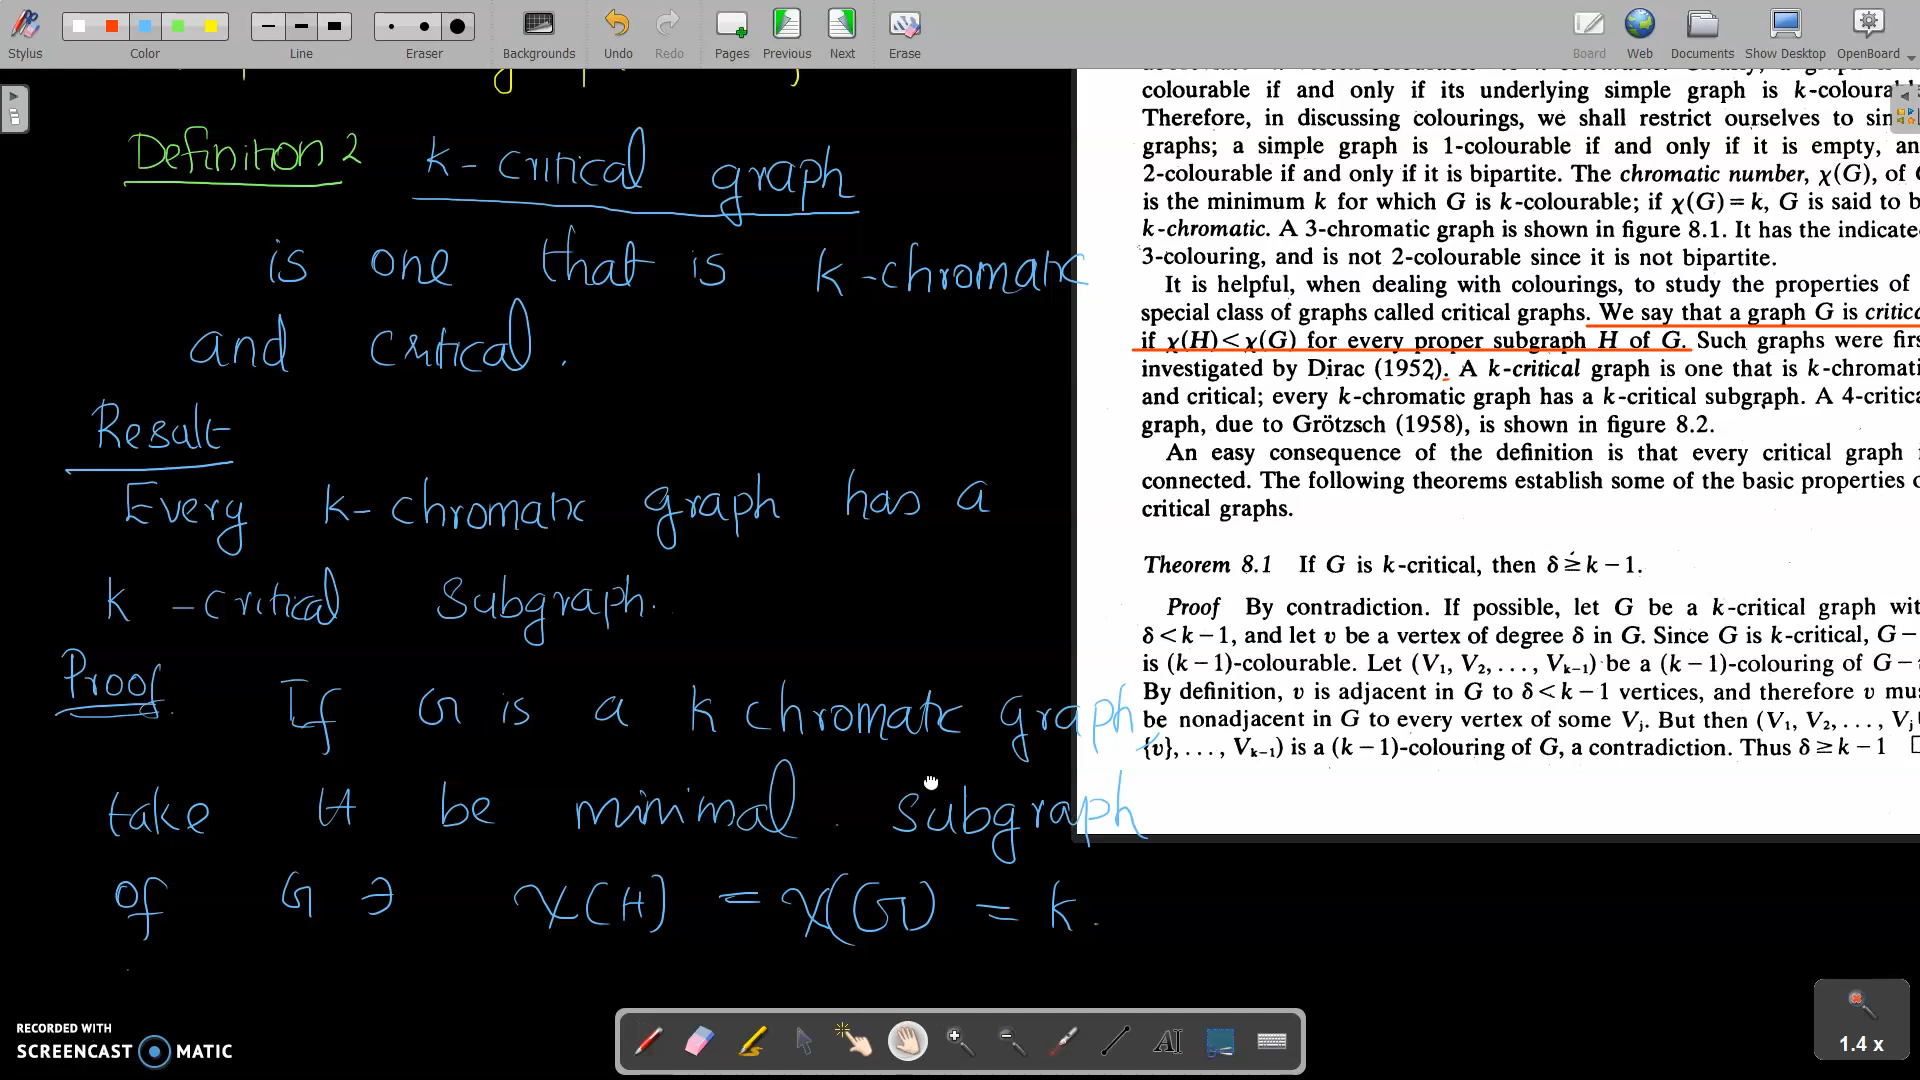 Stylus Color Line Eraser Backgrounds Undo Redo Pages Previous Next Erase Board Web Documents Show Desktop OpenBoard
Definition 2 k-critical graph
is one that is k-chromatic
and critical.
Result
Every k-chromatic graph has a
k-critical Subgraph.
Proof. If G is a k chromatic graph,
take H be minimal Subgraph
of G ∋ χ(H) = χ(G) = k.
colourable if and only if its underlying simple graph is k-coloura
Therefore, in discussing colourings, we shall restrict ourselves to sim
graphs; a simple graph is 1-colourable if and only if it is empty, an
2-colourable if and only if it is bipartite. The chromatic number, χ(G), of G
is the minimum k for which G is k-colourable; if χ(G) = k, G is said to b
k-chromatic. A 3-chromatic graph is shown in figure 8.1. It has the indicate
3-colouring, and is not 2-colourable since it is not bipartite.
It is helpful, when dealing with colourings, to study the properties of
special class of graphs called critical graphs. We say that a graph G is critica
if χ(H) < χ(G) for every proper subgraph H of G. Such graphs were firs
investigated by Dirac (1952). A k-critical graph is one that is k-chromati
and critical; every k-chromatic graph has a k-critical subgraph. A 4-critica
graph, due to Grötzsch (1958), is shown in figure 8.2.
An easy consequence of the definition is that every critical graph
connected. The following theorems establish some of the basic properties o
critical graphs.
Theorem 8.1 If G is k-critical, then δ ≥ k − 1.
Proof By contradiction. If possible, let G be a k-critical graph wit
δ < k − 1, and let v be a vertex of degree δ in G. Since G is k-critical, G −
is (k − 1)-colourable. Let (V₁, V₂, . . . , Vₖ₋₁) be a (k − 1)-colouring of G −
By definition, v is adjacent in G to δ < k − 1 vertices, and therefore v mus
be nonadjacent in G to every vertex of some Vⱼ. But then (V₁, V₂, . . . , Vⱼ
{v}, . . . , Vₖ₋₁) is a (k − 1)-colouring of G, a contradiction. Thus δ ≥ k − 1
RECORDED WITH
SCREENCAST MATIC
1.4 x